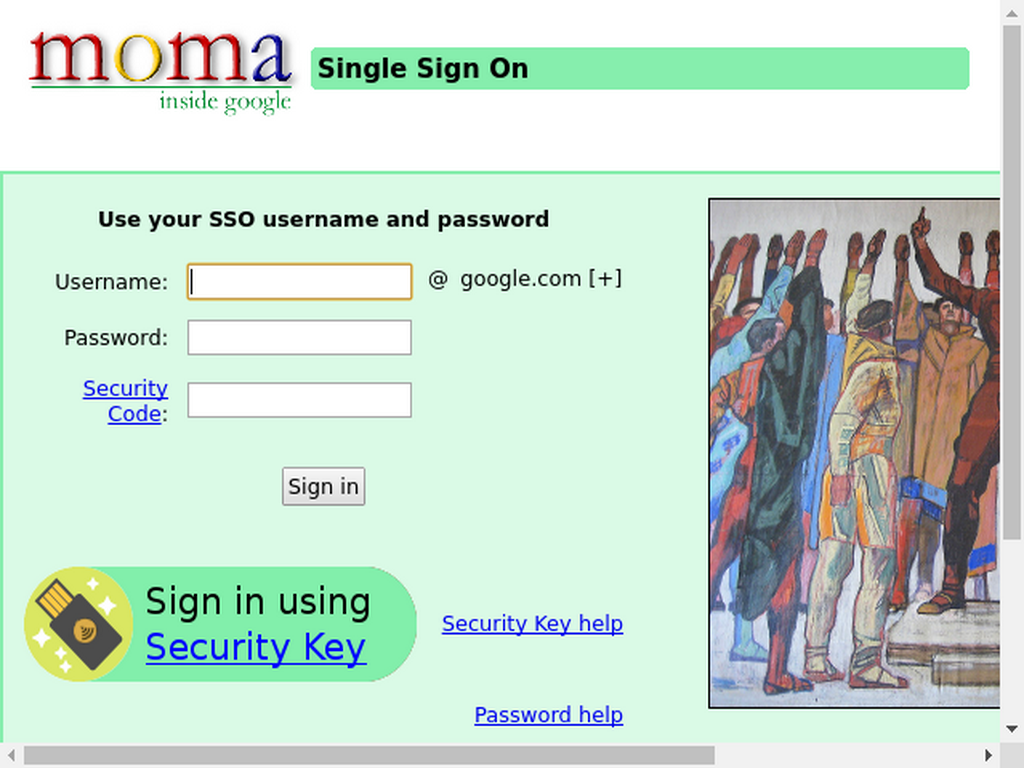 moma
inside google
Single Sign On
Use your SSO username and password
Username:
@ google.com [+]
Password:
Security
Code:
Sign in
Sign in using
Security Key
Security Key help
Password help